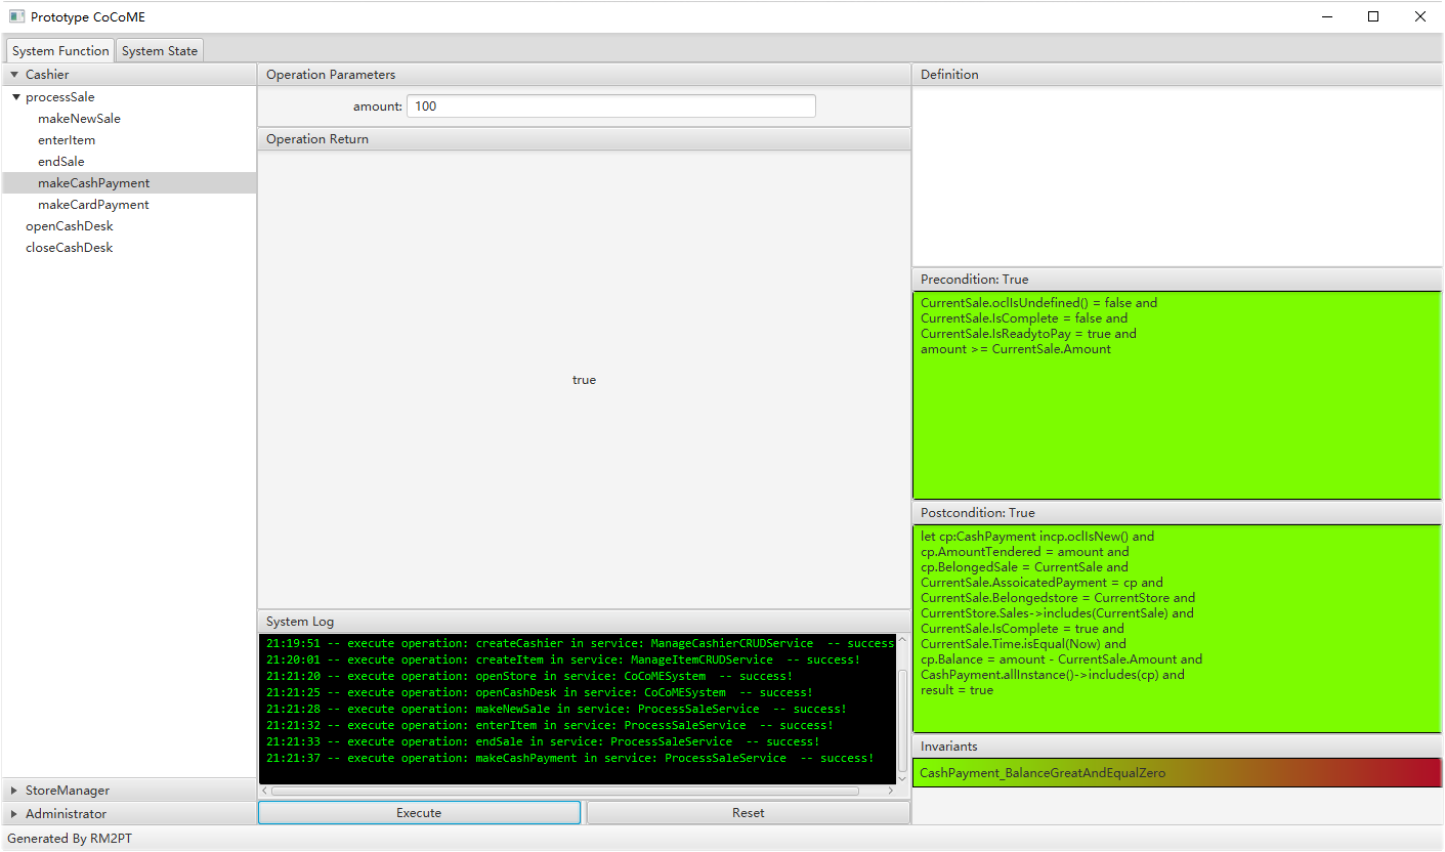 Prototype CoCoME
System Function
System State
Cashier
processSale
makeNewSale
enterItem
endSale
makeCashPayment
makeCardPayment
openCashDesk
closeCashDesk
StoreManager
Administrator
Operation Parameters
amount: 100
Operation Return
true
System Log
21:19:51 -- execute operation: createCashier in service: ManageCashierCRUDService -- success
21:20:01 -- execute operation: createItem in service: ManageItemCRUDService -- success!
21:21:20 -- execute operation: openStore in service: CoCoMESystem -- success!
21:21:25 -- execute operation: openCashDesk in service: CoCoMESystem -- success!
21:21:28 -- execute operation: makeNewSale in service: ProcessSaleService -- success!
21:21:32 -- execute operation: enterItem in service: ProcessSaleService -- success!
21:21:33 -- execute operation: endSale in service: ProcessSaleService -- success!
21:21:37 -- execute operation: makeCashPayment in service: ProcessSaleService -- success!
Execute
Reset
Definition
Precondition: True
CurrentSale.oclIsUndefined() = false and
CurrentSale.IsComplete = false and
CurrentSale.IsReadytoPay = true and
amount >= CurrentSale.Amount
Postcondition: True
let cp:CashPayment incp.oclIsNew() and
cp.AmountTendered = amount and
cp.BelongedSale = CurrentSale and
CurrentSale.AssoicatedPayment = cp and
CurrentSale.Belongedstore = CurrentStore and
CurrentStore.Sales->includes(CurrentSale) and
CurrentSale.IsComplete = true and
CurrentSale.Time.isEqual(Now) and
cp.Balance = amount - CurrentSale.Amount and
CashPayment.allInstance()->includes(cp) and
result = true
Invariants
CashPayment_BalanceGreatAndEqualZero
Generated By RM2PT